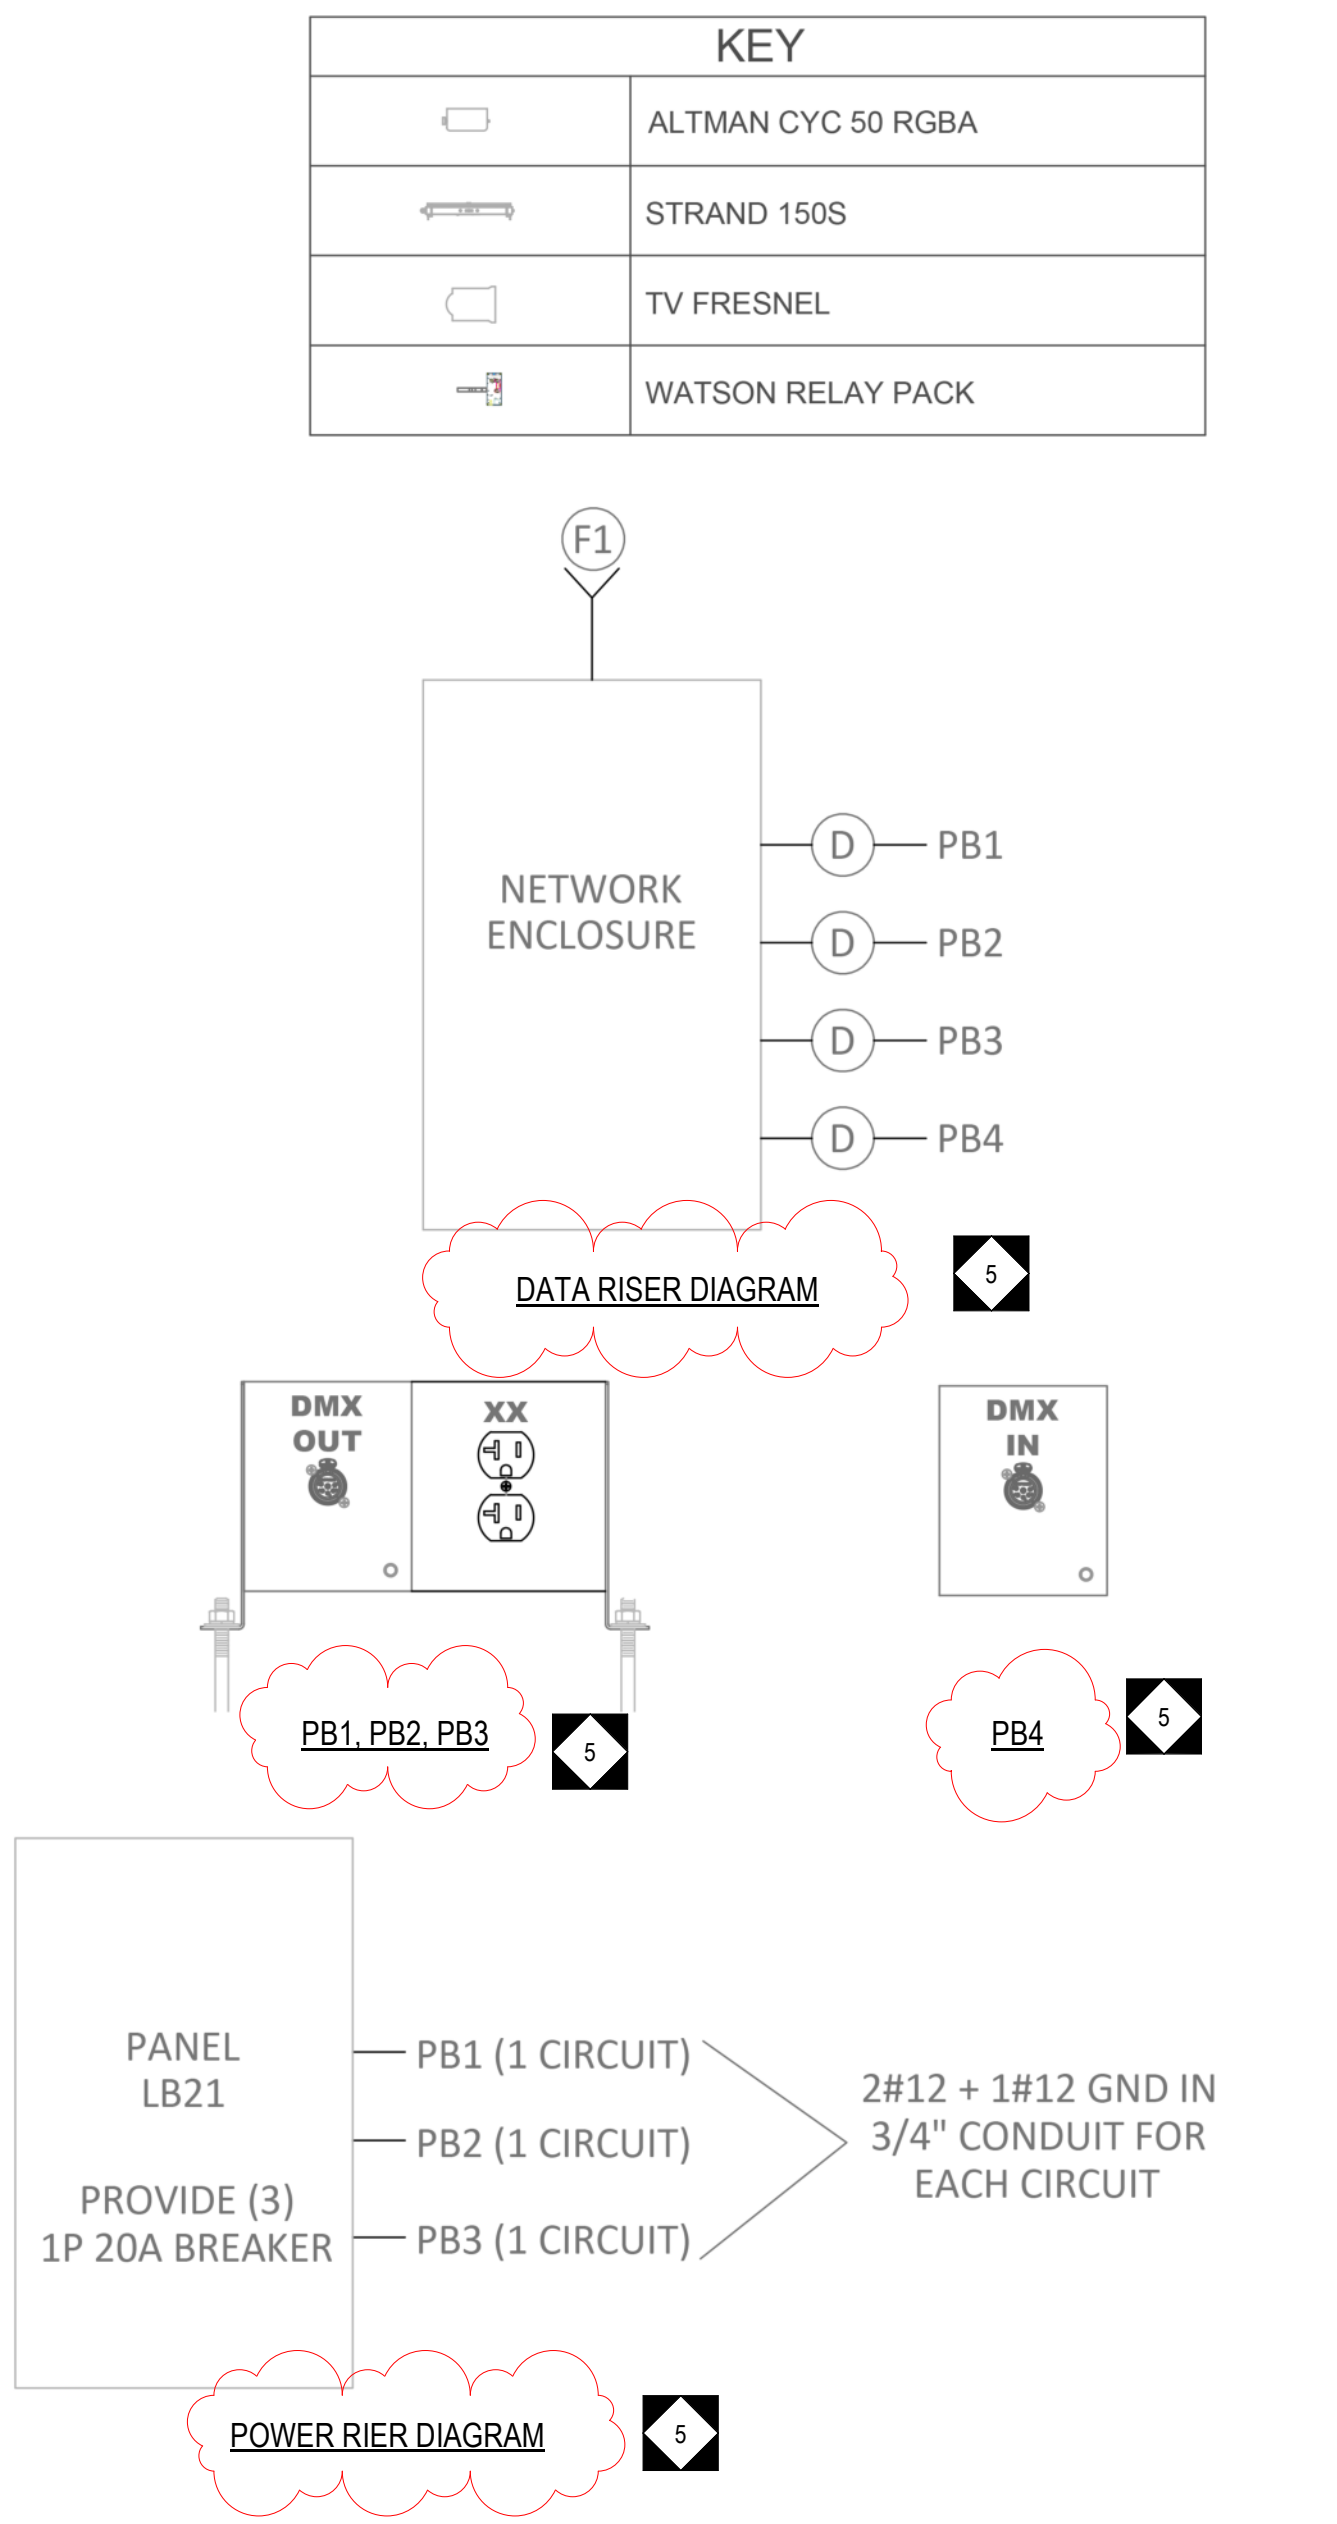 KEY
ALTMAN CYC 50 RGBA
STRAND 150S
TV FRESNEL
WATSON RELAY PACK
F1
NETWORK
ENCLOSURE
D PB1
D PB2
D PB3
D PB4
DATA RISER DIAGRAM
5
DMX
OUT
XX
DMX
IN
PB1, PB2, PB3
5
PB4
5
PANEL
LB21
PROVIDE (3)
1P 20A BREAKER
PB1 (1 CIRCUIT)
PB2 (1 CIRCUIT)
PB3 (1 CIRCUIT)
2#12 + 1#12 GND IN
3/4" CONDUIT FOR
EACH CIRCUIT
POWER RIER DIAGRAM
5